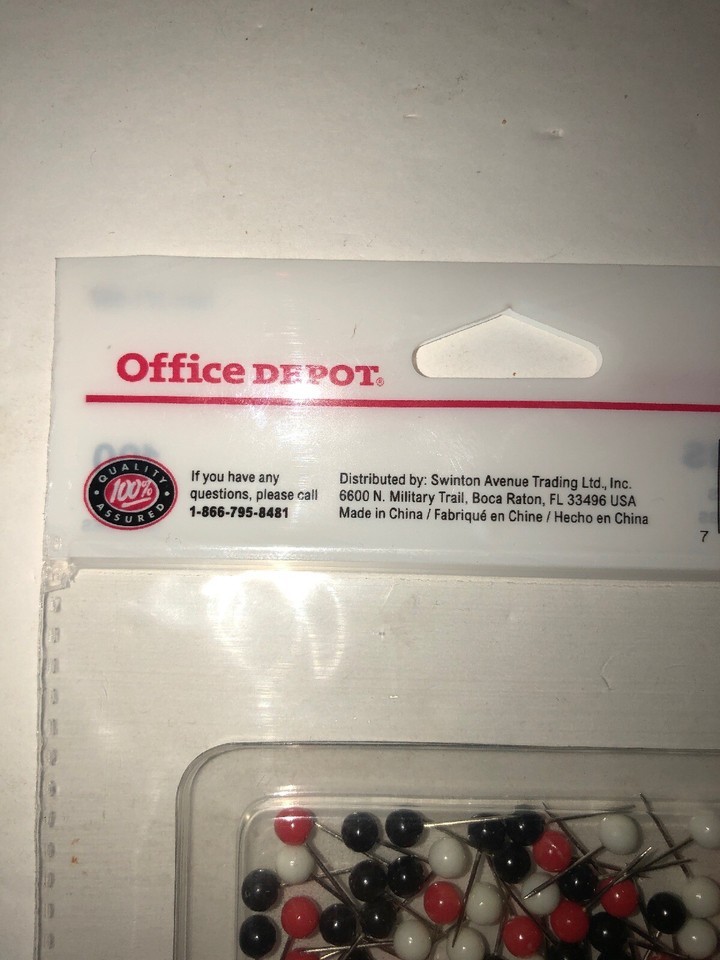 Office DEPOT®
QUALITY
100%
ASSURED
If you have any
questions, please call
1-866-795-8481
Distributed by: Swinton Avenue Trading Ltd., Inc.
6600 N. Military Trail, Boca Raton, FL 33496 USA
Made in China / Fabriqué en Chine / Hecho en China
7